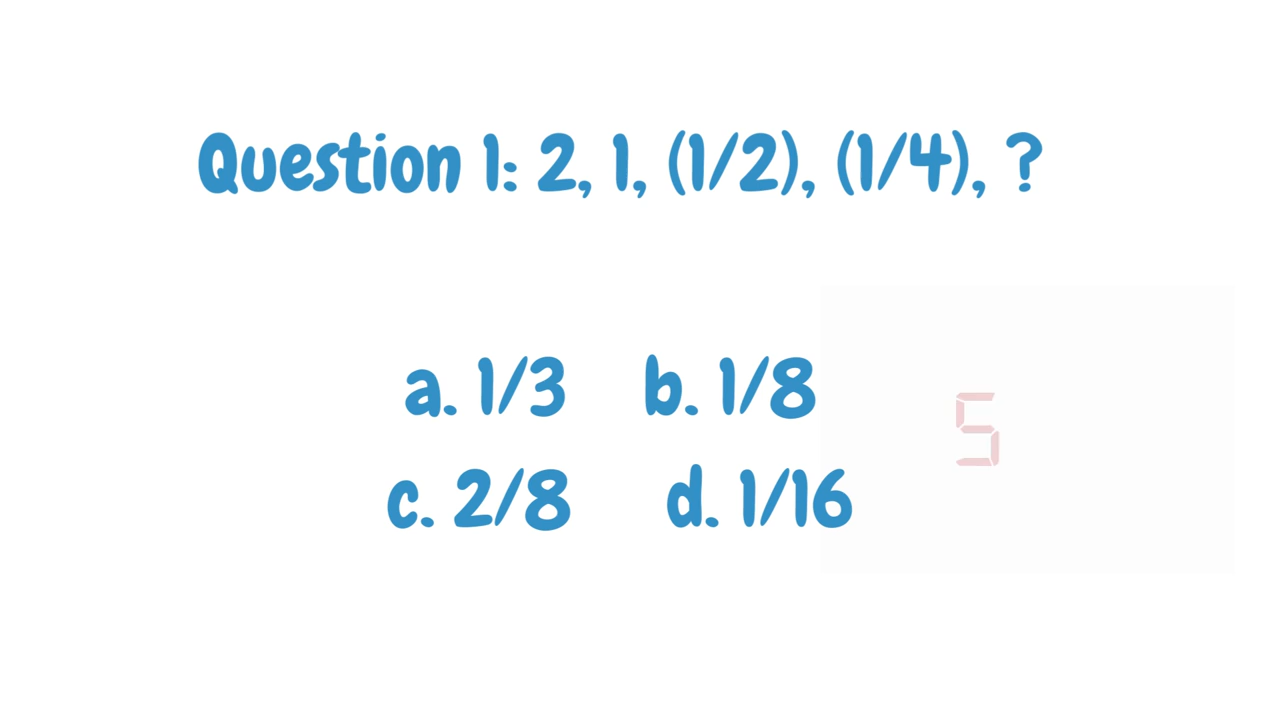 Question 1: 2, 1, (1/2), (1/4), ?
a. 1/3 b. 1/8
5
c. 2/8 d. 1/16